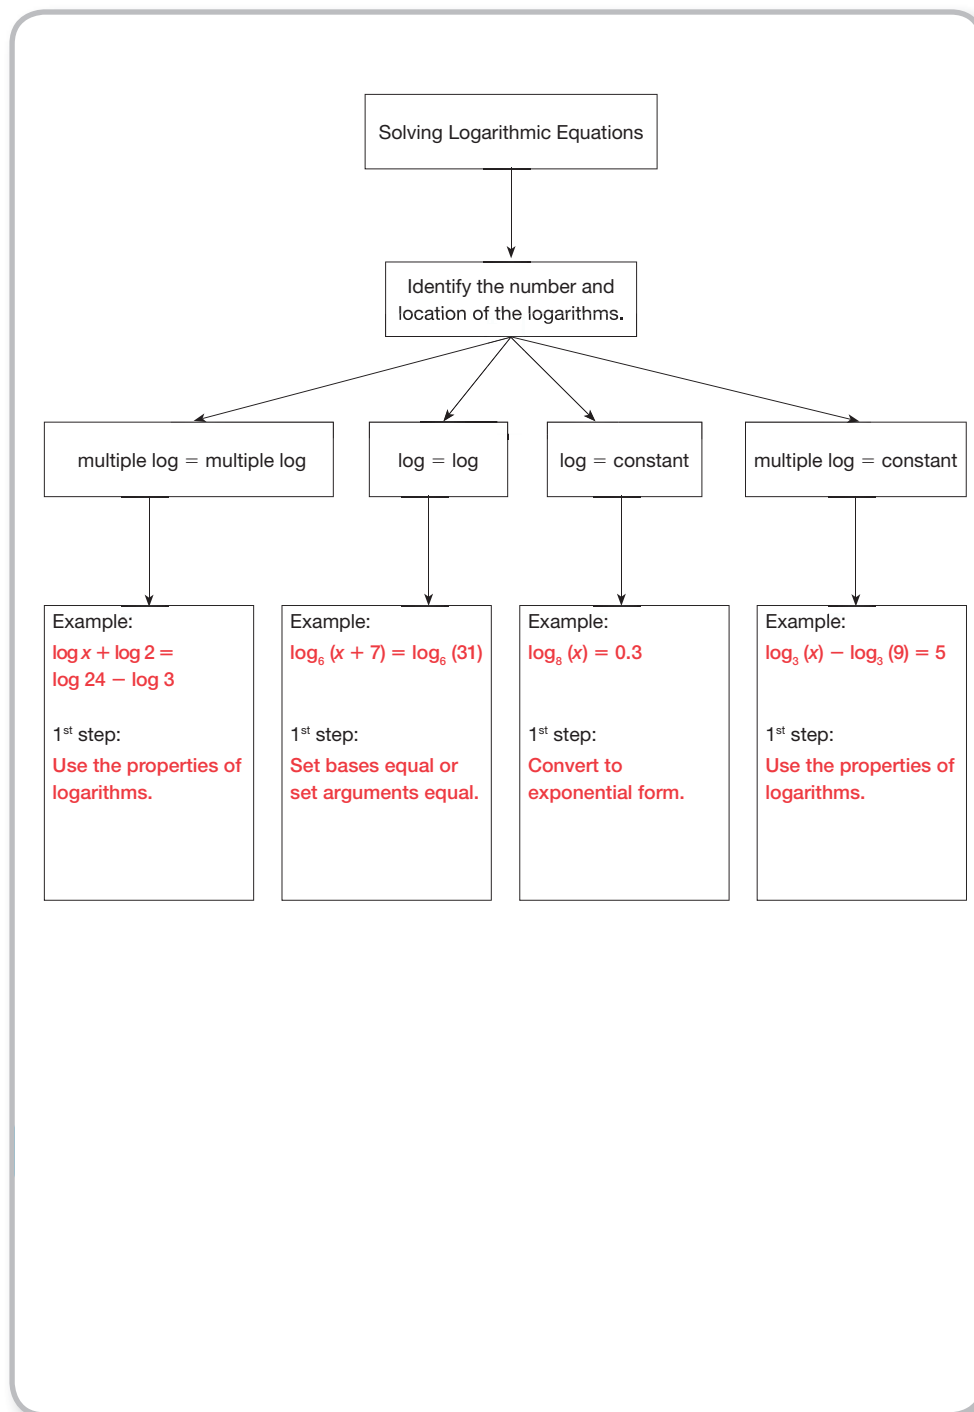 Solving Logarithmic Equations
Identify the number and
location of the logarithms.
multiple log = multiple log
log = log
log = constant
multiple log = constant
Example:
log x + log 2 =
log 24 − log 3
1st step:
Use the properties of
logarithms.
Example:
log₆ (x + 7) = log₆ (31)
1st step:
Set bases equal or
set arguments equal.
Example:
log₈ (x) = 0.3
1st step:
Convert to
exponential form.
Example:
log₃ (x) − log₃ (9) = 5
1st step:
Use the properties of
logarithms.